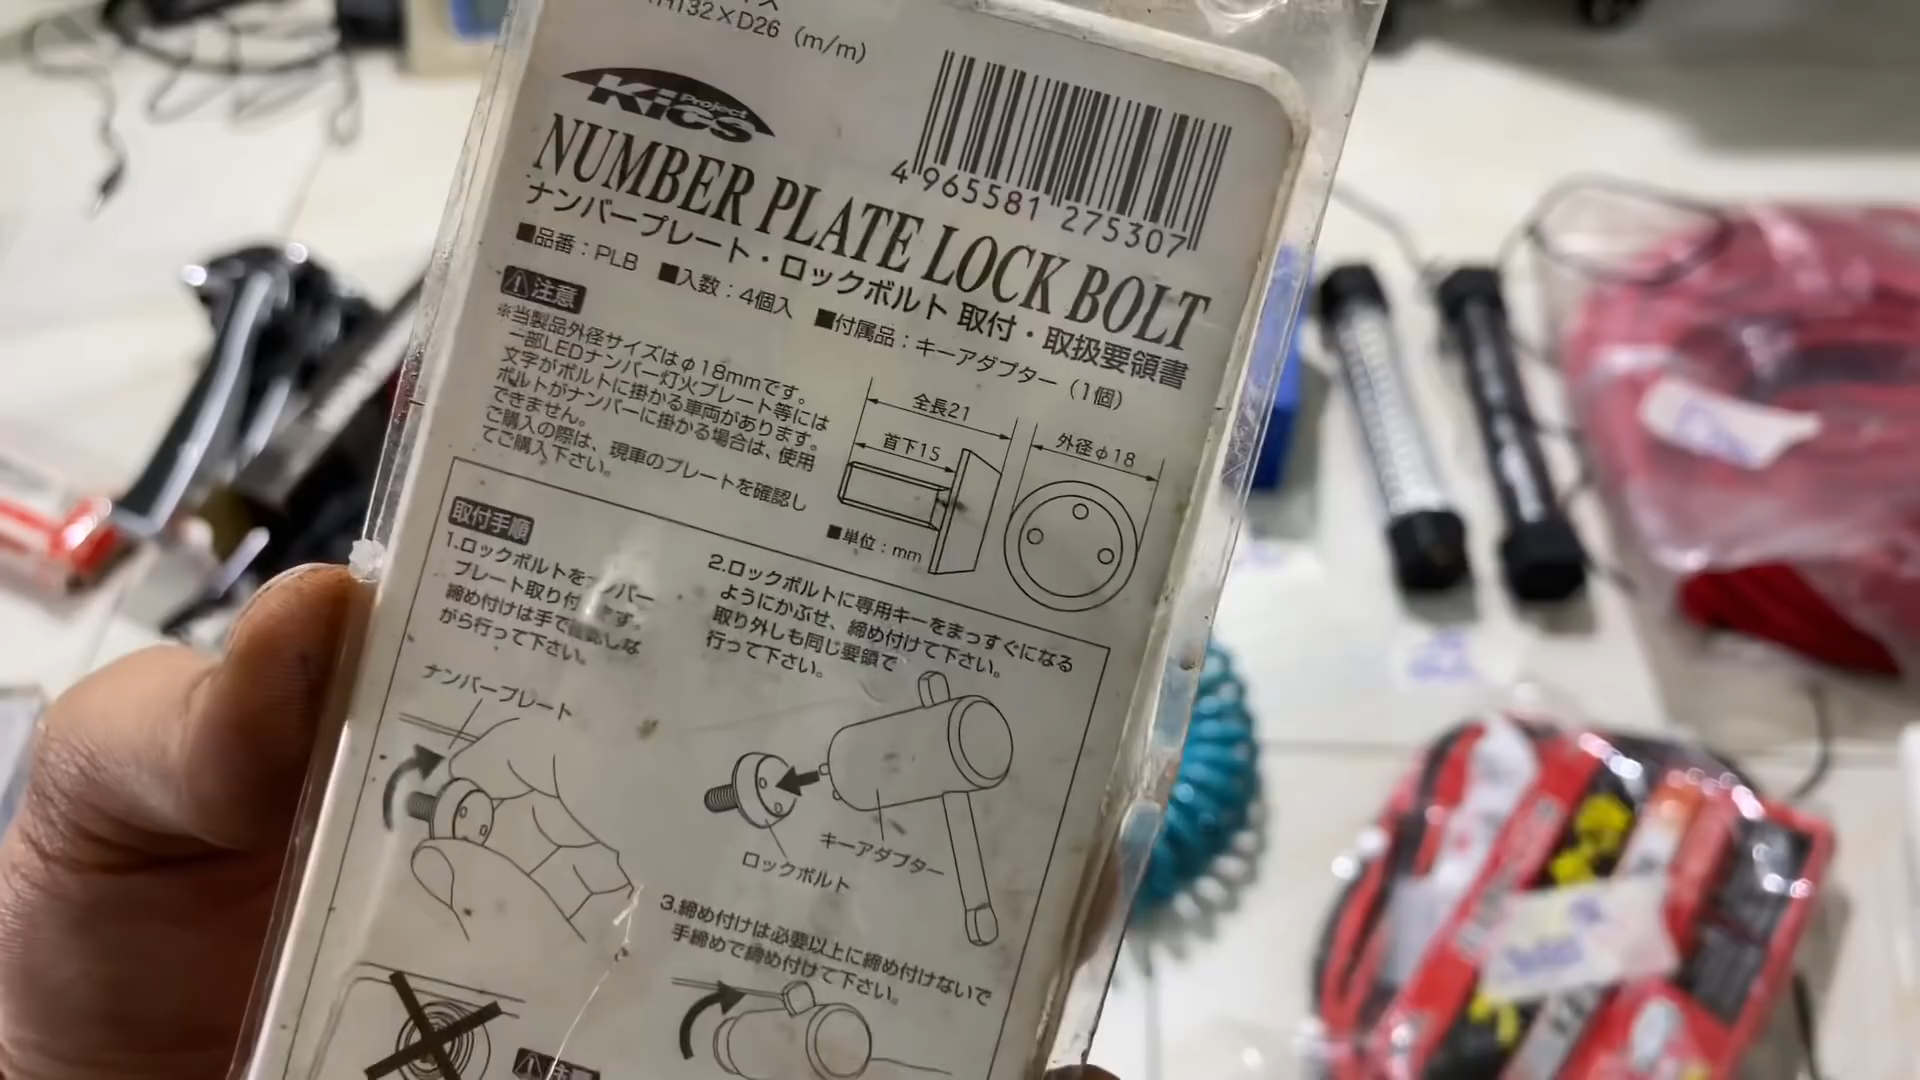 H132×D26 (m/m)
Project
KiCS
4 965581 275307
NUMBER PLATE LOCK BOLT
ナンバープレート・ロックボルト 取付・取扱要領書
■品番：PLB ■入数：4個入 ■付属品：キーアダプター（1個）
注意
※当製品外径サイズはφ18mmです。
一部LEDナンバー灯火プレート等には
文字がボルトに掛かる車両があります。
ボルトがナンバーに掛かる場合は、使用
できません。
ご購入の際は、現車のプレートを確認し
てご購入下さい。
全長21
首下15
外径φ18
■単位：mm
取付手順
1.ロックボルトをナンバー
プレート取り付けます。
締め付けは手で確認しな
がら行って下さい。
ナンバープレート
2.ロックボルトに専用キーをまっすぐになる
ようにかぶせ、締め付けて下さい。
取り外しも同じ要領で
行って下さい。
キーアダプター
ロックボルト
3.締め付けは必要以上に締め付けないで
手締めで締め付けて下さい。
注意